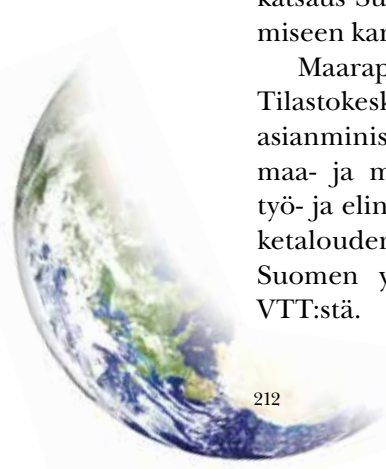 katsaus Su
miseen kan
Maarap
Tilastokesk
asianminis
maa- ja m
työ- ja elin
ketalouden
Suomen y
VTT:stä.
212